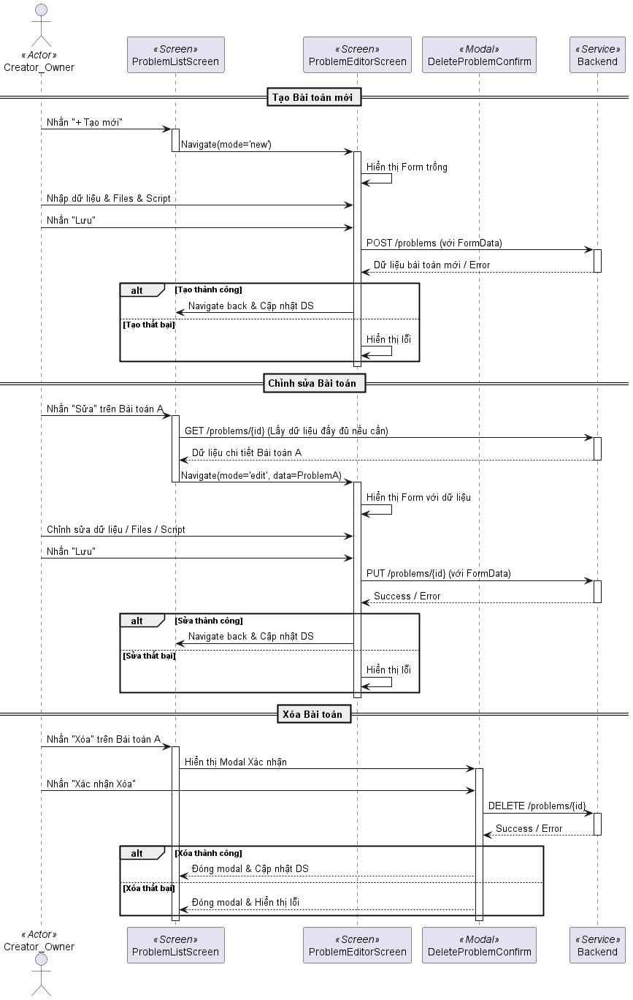 «Actor»
Creator_Owner
«Screen»
ProblemListScreen
«Screen»
ProblemEditorScreen
«Modal»
DeleteProblemConfirm
«Service»
Backend
Tạo Bài toán mới
Nhấn "+ Tạo mới"
Navigate(mode='new')
Hiển thị Form trống
Nhập dữ liệu & Files & Script
Nhấn "Lưu"
POST /problems (với FormData)
Dữ liệu bài toán mới / Error
alt [Tạo thành công]
Navigate back & Cập nhật DS
[Tạo thất bại]
Hiển thị lỗi
Chỉnh sửa Bài toán
Nhấn "Sửa" trên Bài toán A
GET /problems/{id} (Lấy dữ liệu đầy đủ nếu cần)
Dữ liệu chi tiết Bài toán A
Navigate(mode='edit', data=ProblemA)
Hiển thị Form với dữ liệu
Chỉnh sửa dữ liệu / Files / Script
Nhấn "Lưu"
PUT /problems/{id} (với FormData)
Success / Error
alt [Sửa thành công]
Navigate back & Cập nhật DS
[Sửa thất bại]
Hiển thị lỗi
Xóa Bài toán
Nhấn "Xóa" trên Bài toán A
Hiển thị Modal Xác nhận
Nhấn "Xác nhận Xóa"
DELETE /problems/{id}
Success / Error
alt [Xóa thành công]
Đóng modal & Cập nhật DS
[Xóa thất bại]
Đóng modal & Hiển thị lỗi
«Actor»
Creator_Owner
«Screen»
ProblemListScreen
«Screen»
ProblemEditorScreen
«Modal»
DeleteProblemConfirm
«Service»
Backend